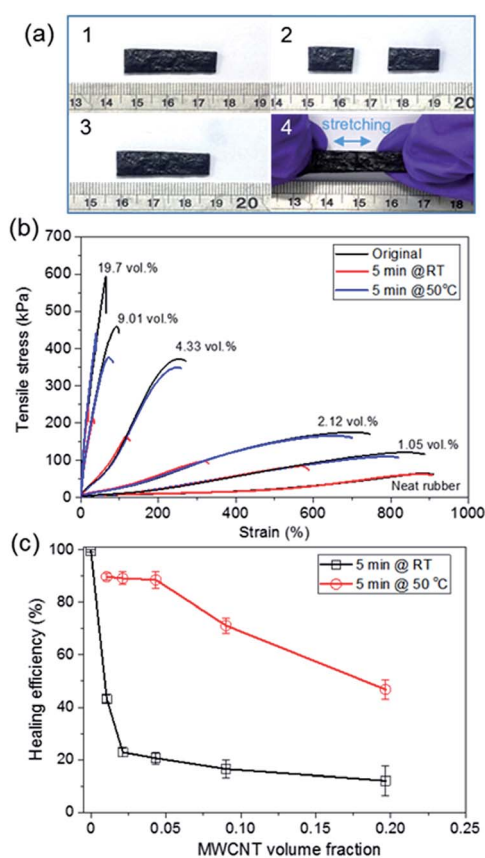 (a)
1
2
13 14 15 16 17 18 19
14 15 16 17 18 19 20
3
4
stretching
15 16 17 18 19 20
13 14 15 16 17 18
(b)
700
600
500
400
300
200
100
0
Tensile stress (kPa)
Original
5 min @RT
5 min @50°C
19.7 vol.%
9.01 vol.%
4.33 vol.%
2.12 vol.%
1.05 vol.%
Neat rubber
0 200 400 600 800 1000
Strain (%)
(c)
100
80
60
40
20
0
Healing efficiency (%)
5 min @ RT
5 min @ 50 °C
0 0.05 0.10 0.15 0.20 0.25
MWCNT volume fraction